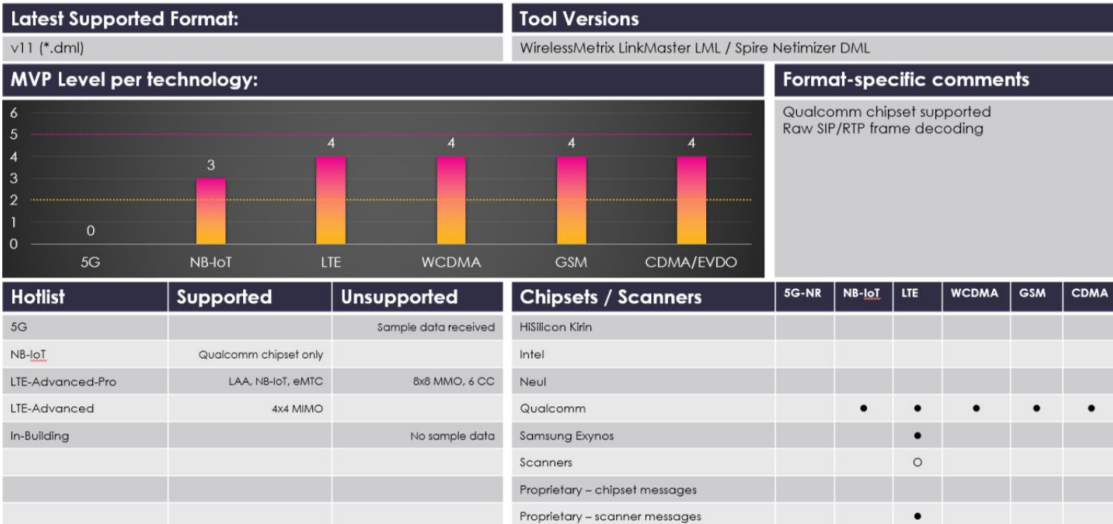 Latest Supported Format:
Tool Versions
v11 (*.dml)
WirelessMetrix LinkMaster LML / Spire Netimizer DML
MVP Level per technology:
Format-specific comments
Qualcomm chipset supported
Raw SIP/RTP frame decoding
6
5
4
3
2
1
0
0
3
4
4
4
4
5G NB-IoT LTE WCDMA GSM CDMA/EVDO
Hotlist Supported Unsupported
5G Sample data received
NB-IoT Qualcomm chipset only
LTE-Advanced-Pro LAA, NB-IoT, eMTC 8x8 MMO, 6 CC
LTE-Advanced 4x4 MIMO
In-Building No sample data
Chipsets / Scanners 5G-NR NB-IoT LTE WCDMA GSM CDMA
HiSilicon Kirin
Intel
Neul
Qualcomm ● ● ● ● ●
Samsung Exynos ●
Scanners ○
Proprietary – chipset messages
Proprietary – scanner messages ●